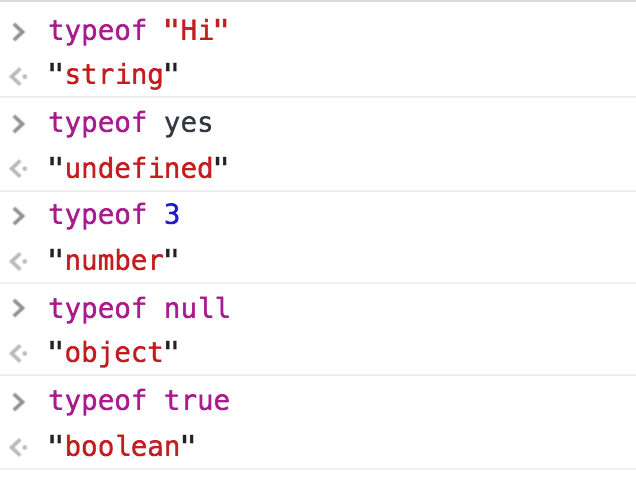 > typeof "Hi"
"string"
> typeof yes
"undefined"
> typeof 3
"number"
> typeof null
"object"
> typeof true
"boolean"